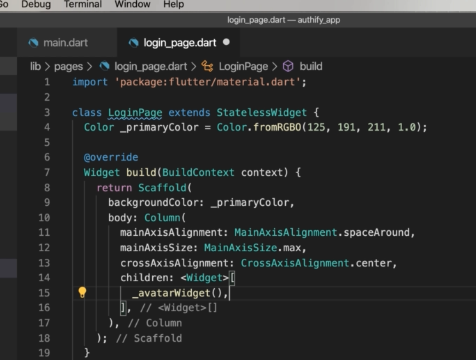 Go Debug Terminal Window Help
login_page.dart — authify_app
main.dart login_page.dart
lib > pages > login_page.dart > LoginPage > build
1 import 'package:flutter/material.dart';
2
3 class LoginPage extends StatelessWidget {
4 Color _primaryColor = Color.fromRGBO(125, 191, 211, 1.0);
5
6 @override
7 Widget build(BuildContext context) {
8 return Scaffold(
9 backgroundColor: _primaryColor,
10 body: Column(
11 mainAxisAlignment: MainAxisAlignment.spaceAround,
12 mainAxisSize: MainAxisSize.max,
13 crossAxisAlignment: CrossAxisAlignment.center,
14 children: <Widget>[
15 _avatarWidget(),
16 ], // <Widget>[]
17 ), // Column
18 ); // Scaffold
19 }